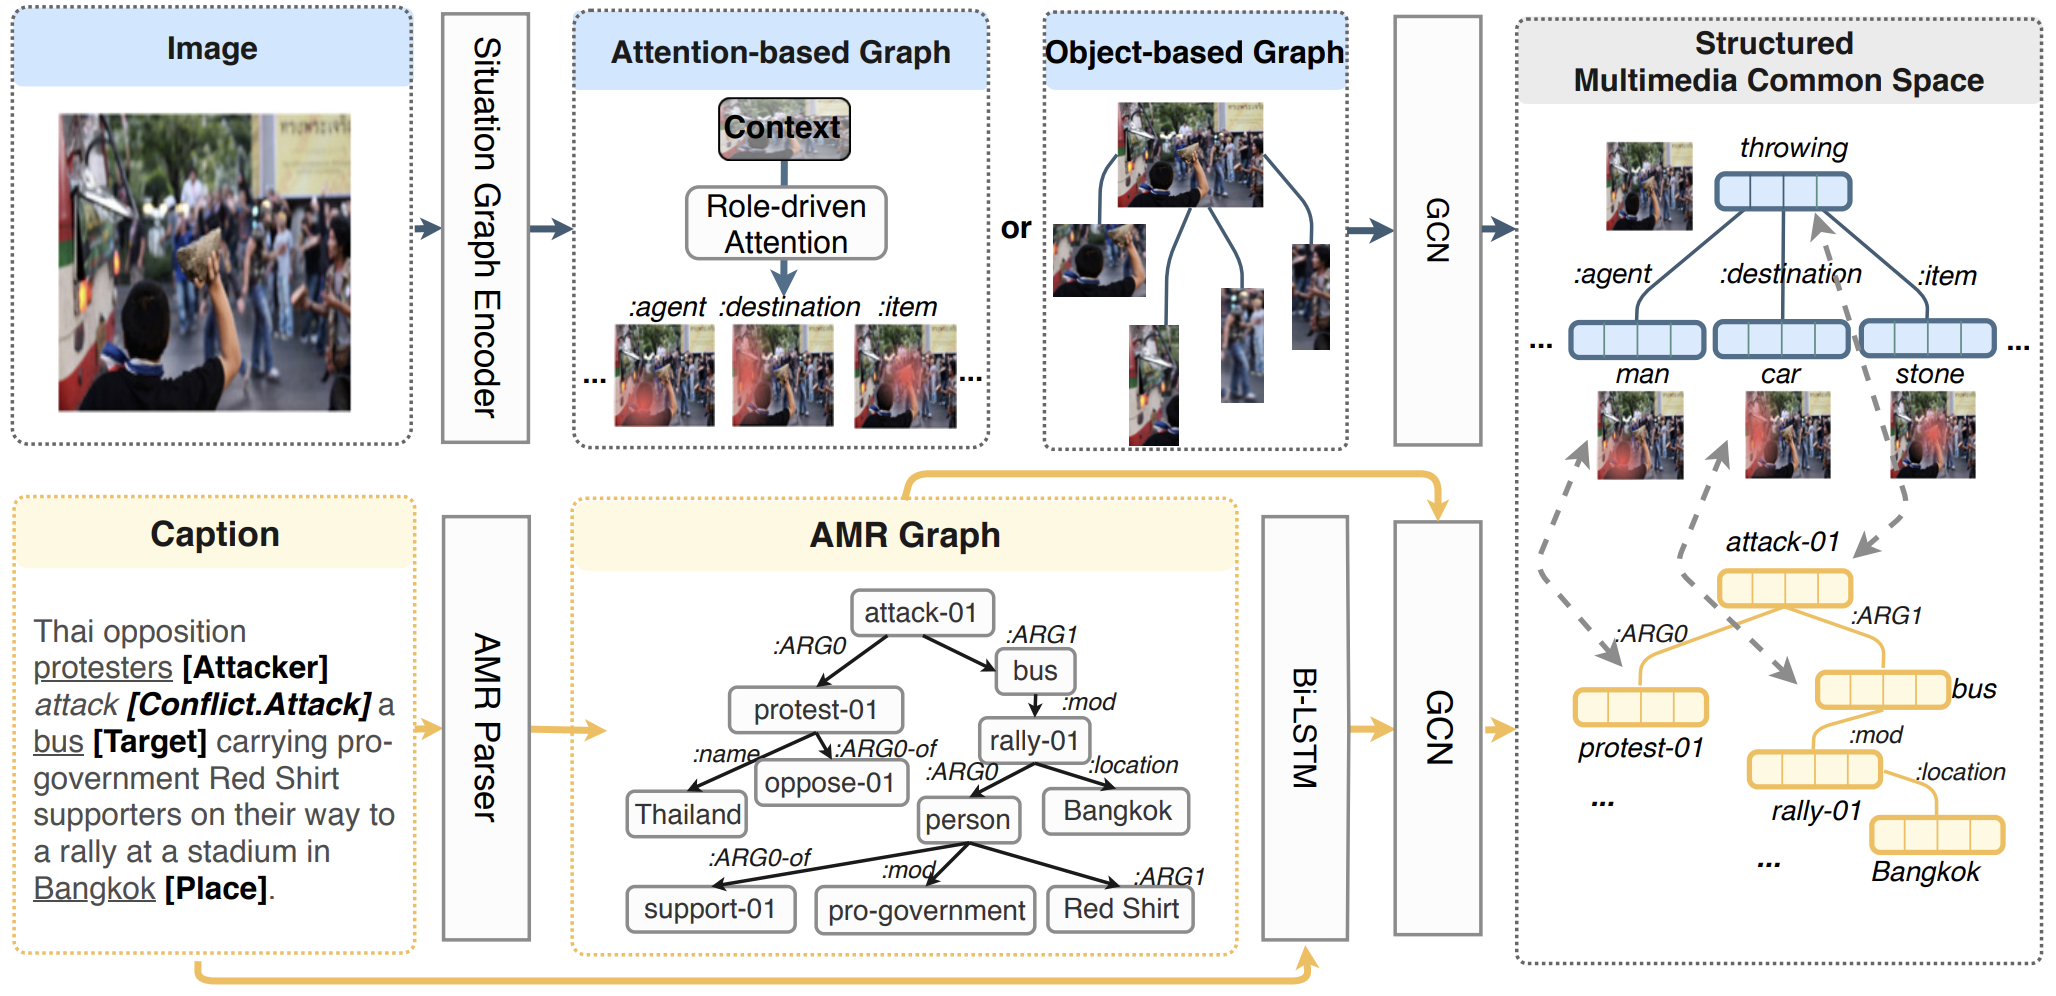 Image
Situation Graph Encoder
Attention-based Graph
Context
Role-driven
Attention
:agent :destination :item
...
...
or
Object-based Graph
GCN
Structured
Multimedia Common Space
throwing
:agent
:destination
:item
...
...
man
car
stone
Caption
Thai opposition
protesters [Attacker]
attack [Conflict.Attack] a
bus [Target] carrying pro-
government Red Shirt
supporters on their way to
a rally at a stadium in
Bangkok [Place].
AMR Parser
AMR Graph
attack-01
:ARG0
:ARG1
bus
protest-01
:mod
:name
:ARG0-of
rally-01
oppose-01
:ARG0
:location
Thailand
person
Bangkok
:ARG0-of
:mod
:ARG1
support-01
pro-government
Red Shirt
Bi-LSTM
GCN
attack-01
:ARG0
:ARG1
bus
protest-01
:mod
...
:location
rally-01
...
Bangkok